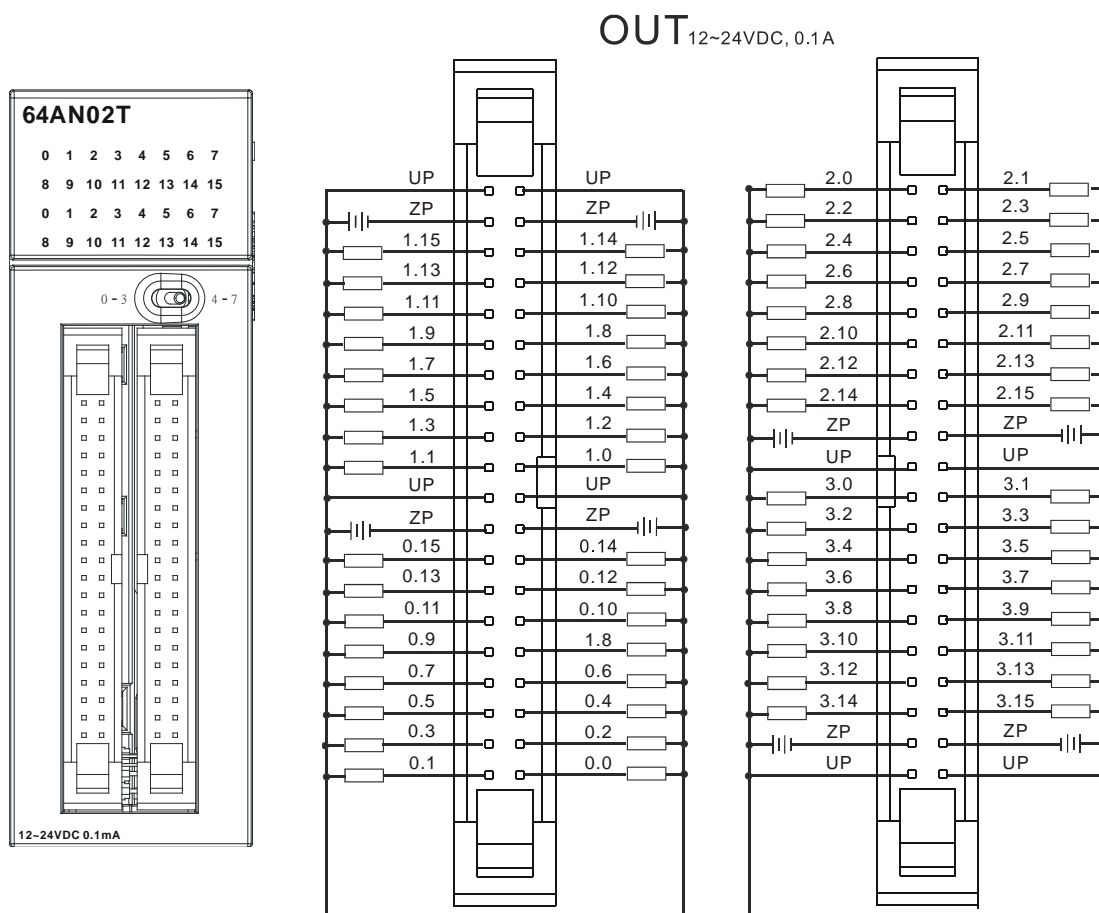 OUT 12~24VDC, 0.1A
64AN02T
0 1 2 3 4 5 6 7
8 9 10 11 12 13 14 15
0 1 2 3 4 5 6 7
8 9 10 11 12 13 14 15
0-3 4-7
12~24VDC 0.1mA
UP UP
ZP ZP
1.15 1.14
1.13 1.12
1.11 1.10
1.9 1.8
1.7 1.6
1.5 1.4
1.3 1.2
1.1 1.0
UP UP
ZP ZP
0.15 0.14
0.13 0.12
0.11 0.10
0.9 1.8
0.7 0.6
0.5 0.4
0.3 0.2
0.1 0.0
2.0 2.1
2.2 2.3
2.4 2.5
2.6 2.7
2.8 2.9
2.10 2.11
2.12 2.13
2.14 2.15
ZP ZP
UP UP
3.0 3.1
3.2 3.3
3.4 3.5
3.6 3.7
3.8 3.9
3.10 3.11
3.12 3.13
3.14 3.15
ZP ZP
UP UP